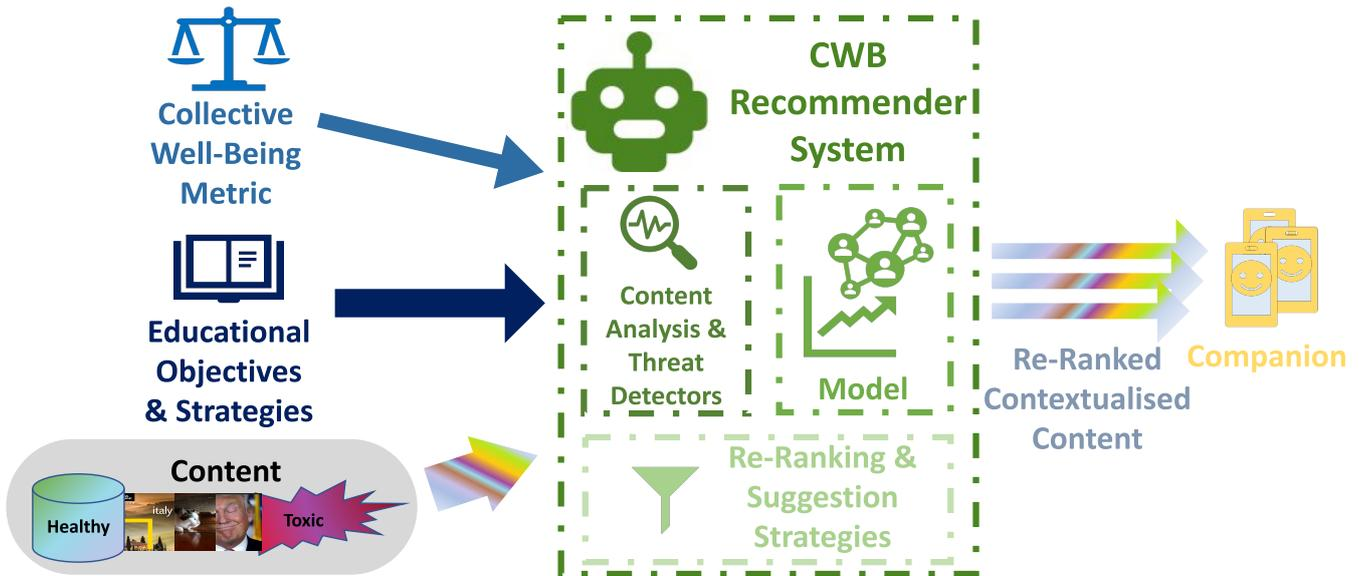 Collective
Well-Being
Metric
Educational
Objectives
& Strategies
Content
Healthy
italy
Toxic
CWB
Recommender
System
Content
Analysis &
Threat
Detectors
Model
Re-Ranking &
Suggestion
Strategies
Re-Ranked
Contextualised
Content
Companion